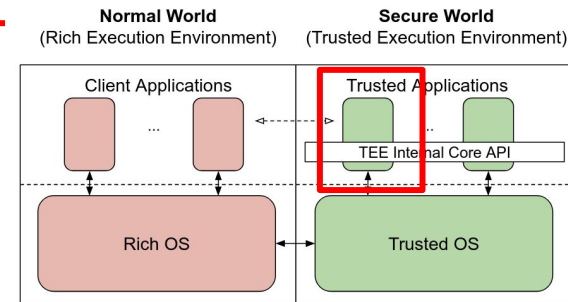 Normal World
(Rich Execution Environment)
Secure World
(Trusted Execution Environment)
Client Applications
Trusted Applications
...
...
TEE Internal Core API
Rich OS
Trusted OS